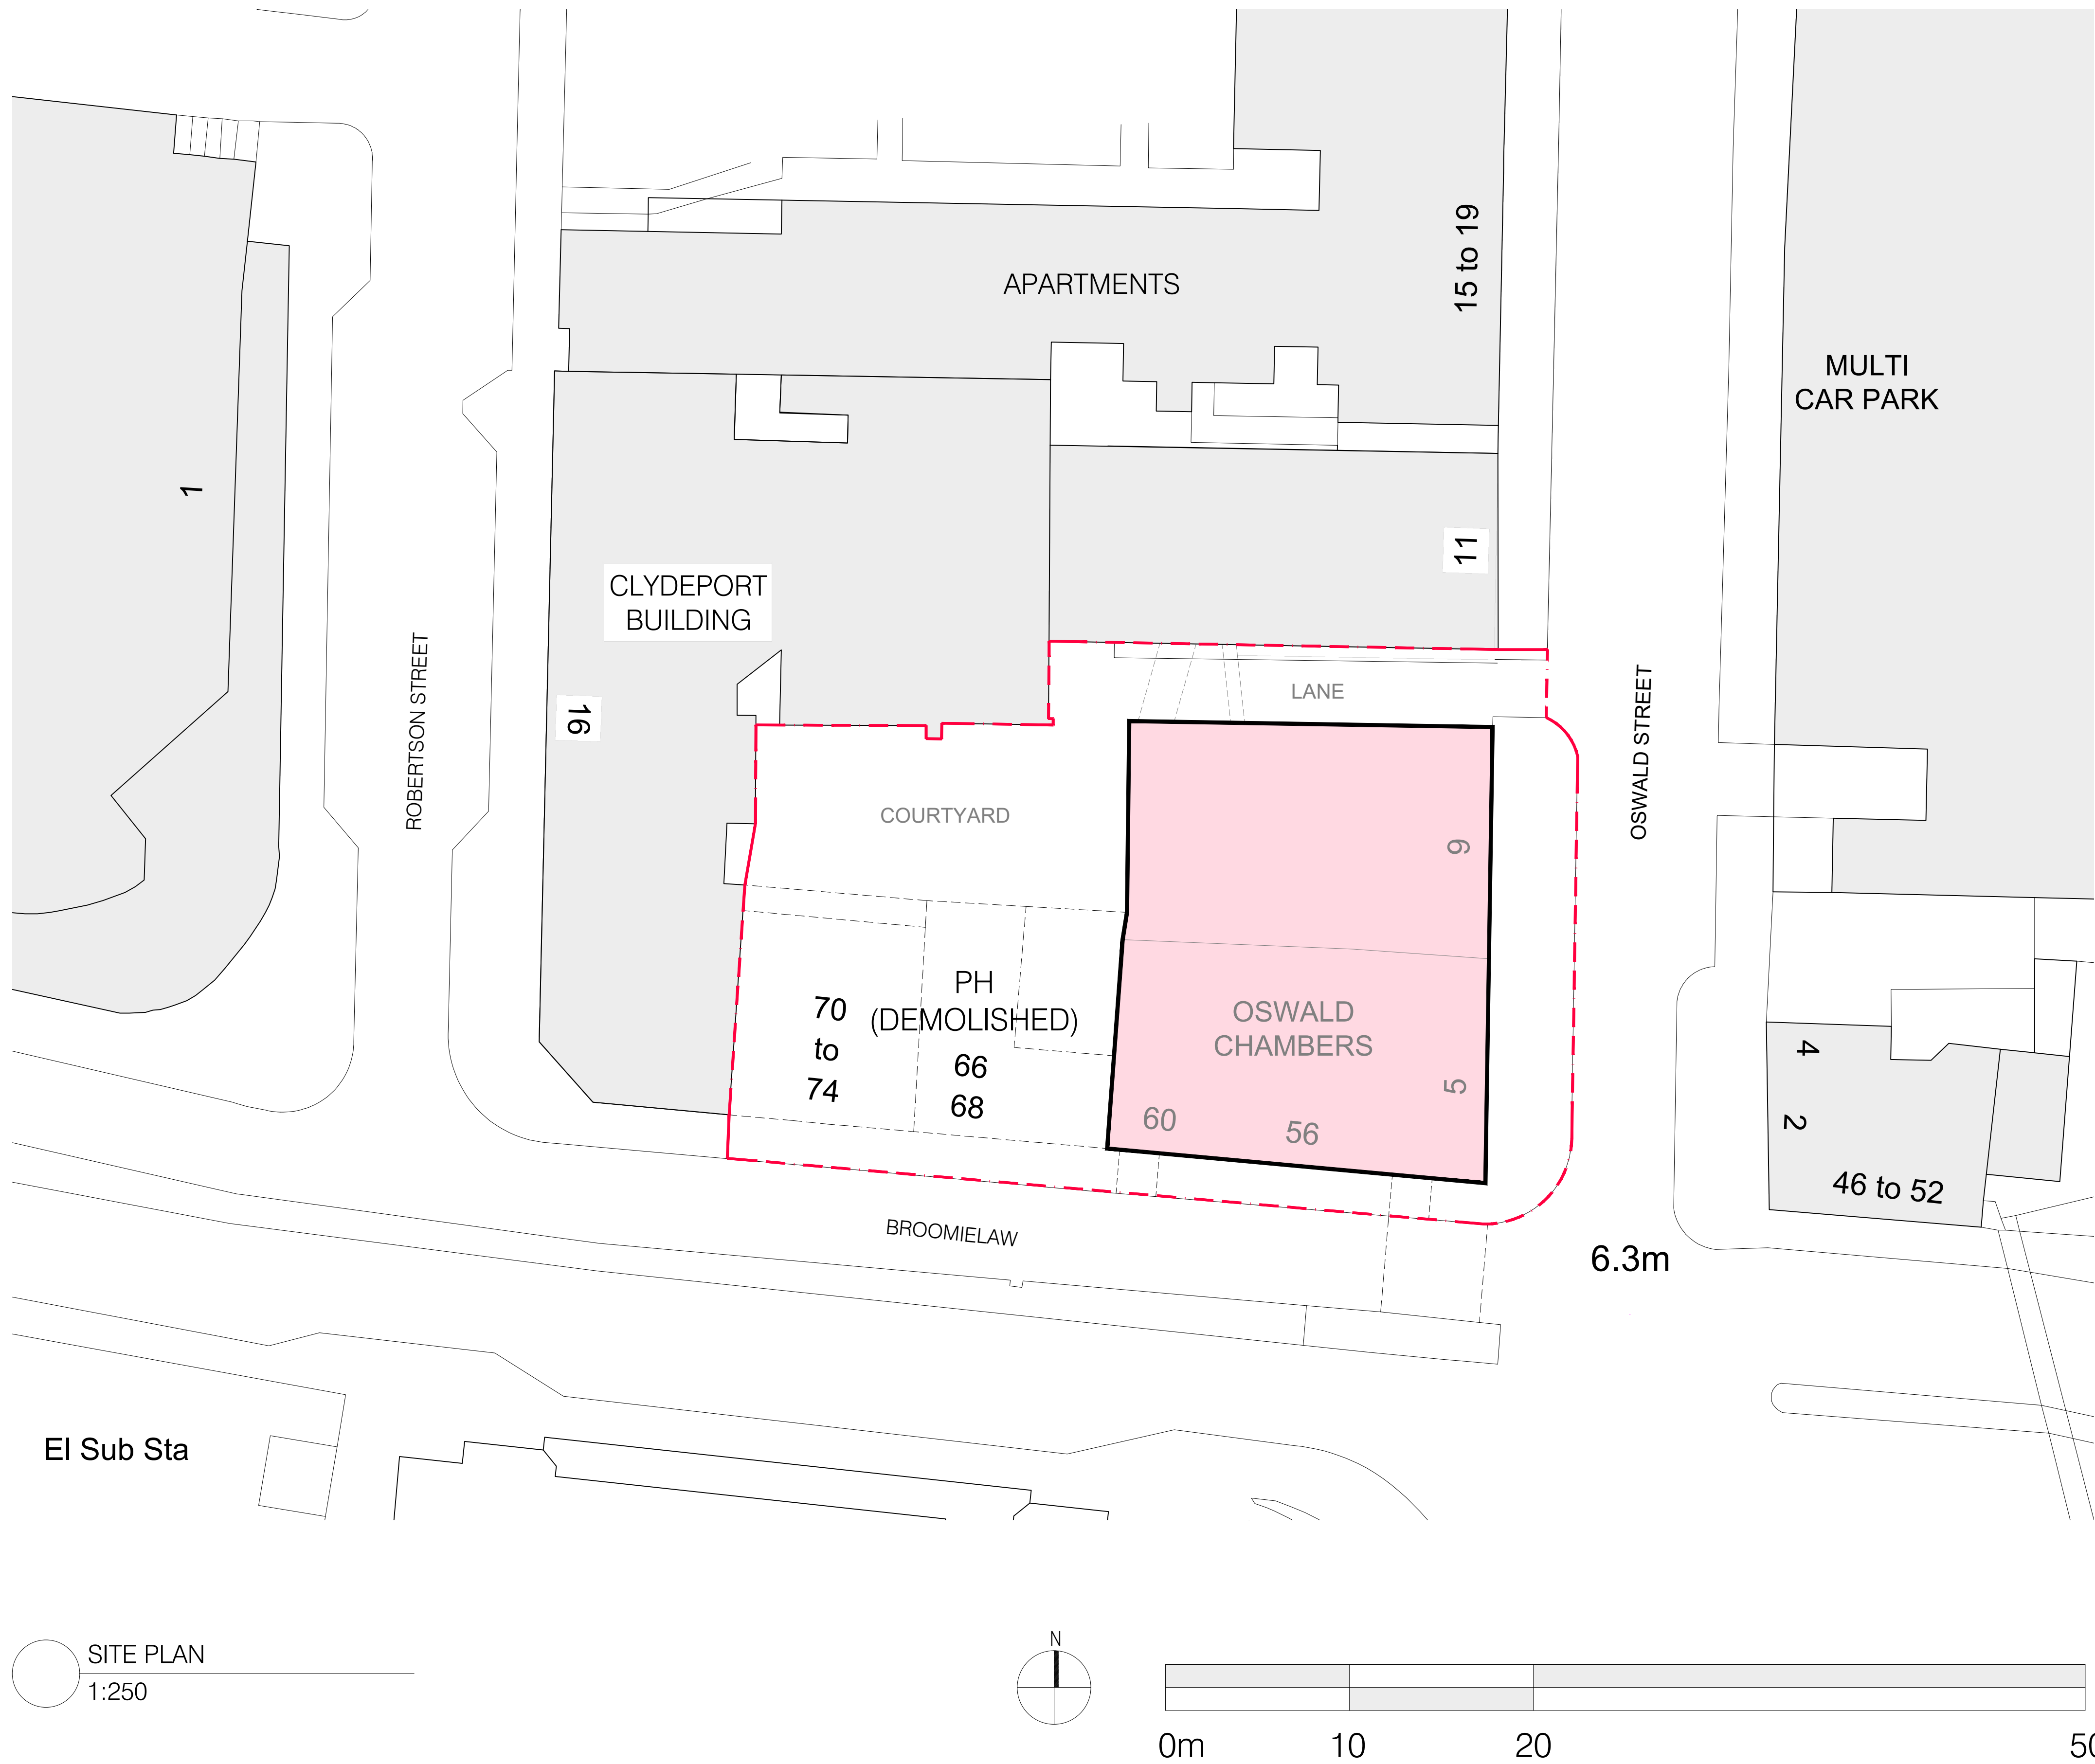 APARTMENTS
15 to 19
MULTI
CAR PARK
1
11
CLYDEPORT
BUILDING
16
ROBERTSON STREET
LANE
OSWALD STREET
COURTYARD
9
PH
(DEMOLISHED)
70
to
74
66
68
OSWALD
CHAMBERS
5
60
56
4
2
46 to 52
BROOMIELAW
6.3m
El Sub Sta
SITE PLAN
1:250
N
0m
10
20